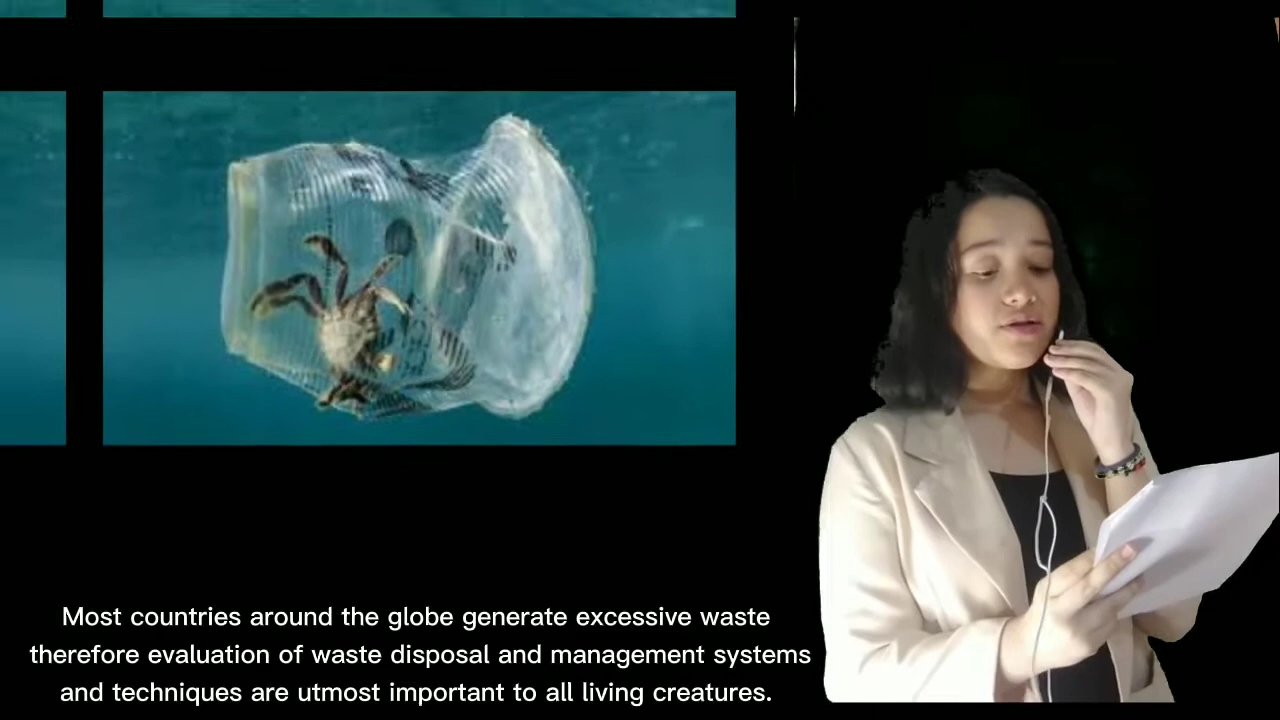 Most countries around the globe generate excessive waste
therefore evaluation of waste disposal and management systems
and techniques are utmost important to all living creatures.